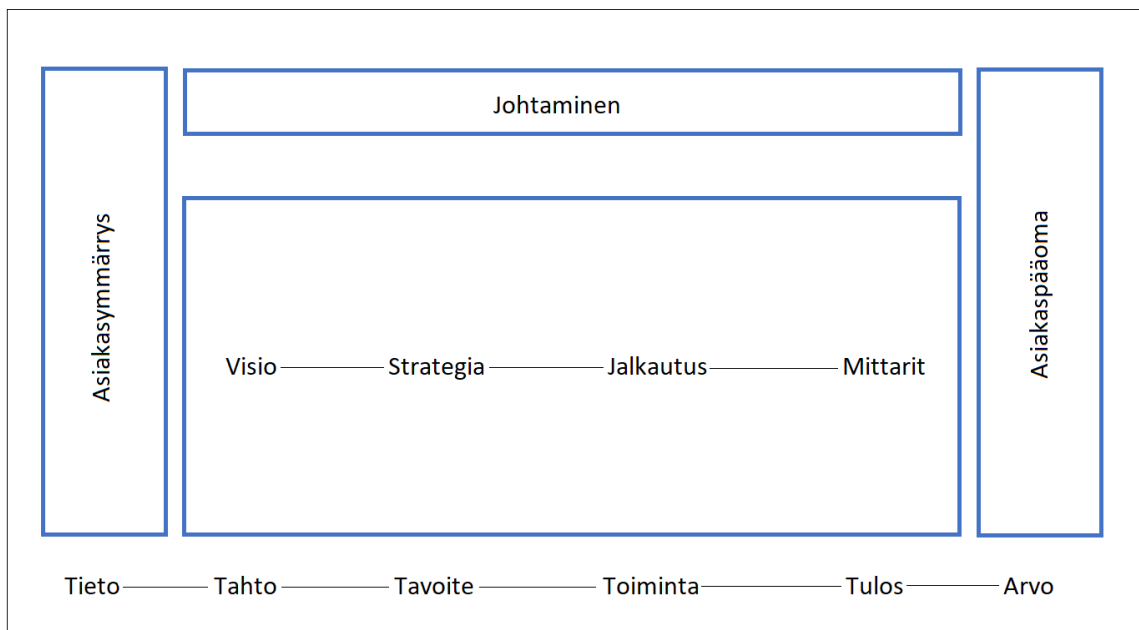 Johtaminen
Asiakasymmärrys
Visio Strategia Jalkautus Mittarit
Asiakaspääoma
Tieto Tahto Tavoite Toiminta Tulos Arvo